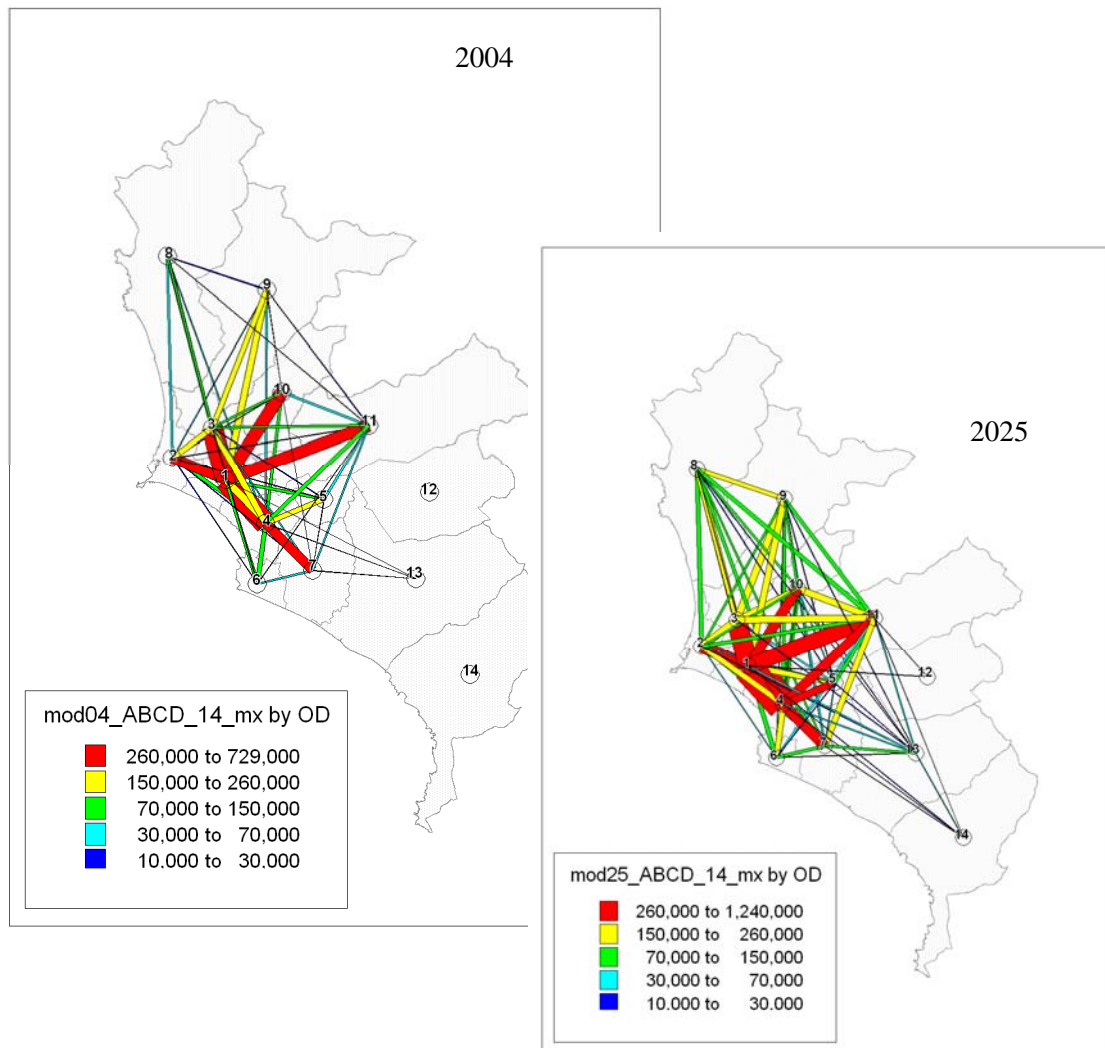 2004
8
9
10
3
11
2
1
5
12
4
7
6
13
14
mod04_ABCD_14_mx by OD
260,000 to 729,000
150,000 to 260,000
70,000 to 150,000
30,000 to 70,000
10,000 to 30,000
2025
8
9
10
3
11
2
1
5
12
4
7
6
13
14
mod25_ABCD_14_mx by OD
260,000 to 1,240,000
150,000 to 260,000
70,000 to 150,000
30,000 to 70,000
10,000 to 30,000